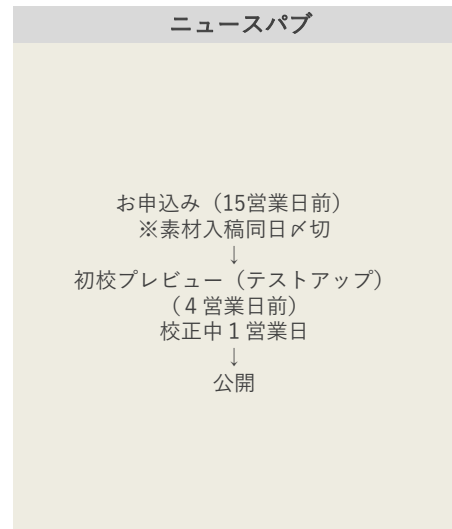 ニュースパブ
お申込み（15営業日前）
※素材入稿同日〆切
↓
初校プレビュー（テストアップ）
（４営業日前）
校正中１営業日
↓
公開